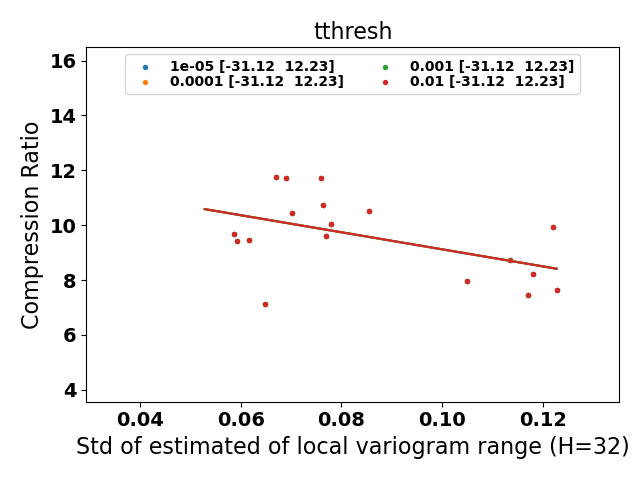 tthresh
1e-05 [-31.12  12.23]
0.0001 [-31.12  12.23]
0.001 [-31.12  12.23]
0.01 [-31.12  12.23]
Compression Ratio
16
14
12
10
8
6
4
0.04 0.06 0.08 0.10 0.12
Std of estimated of local variogram range (H=32)